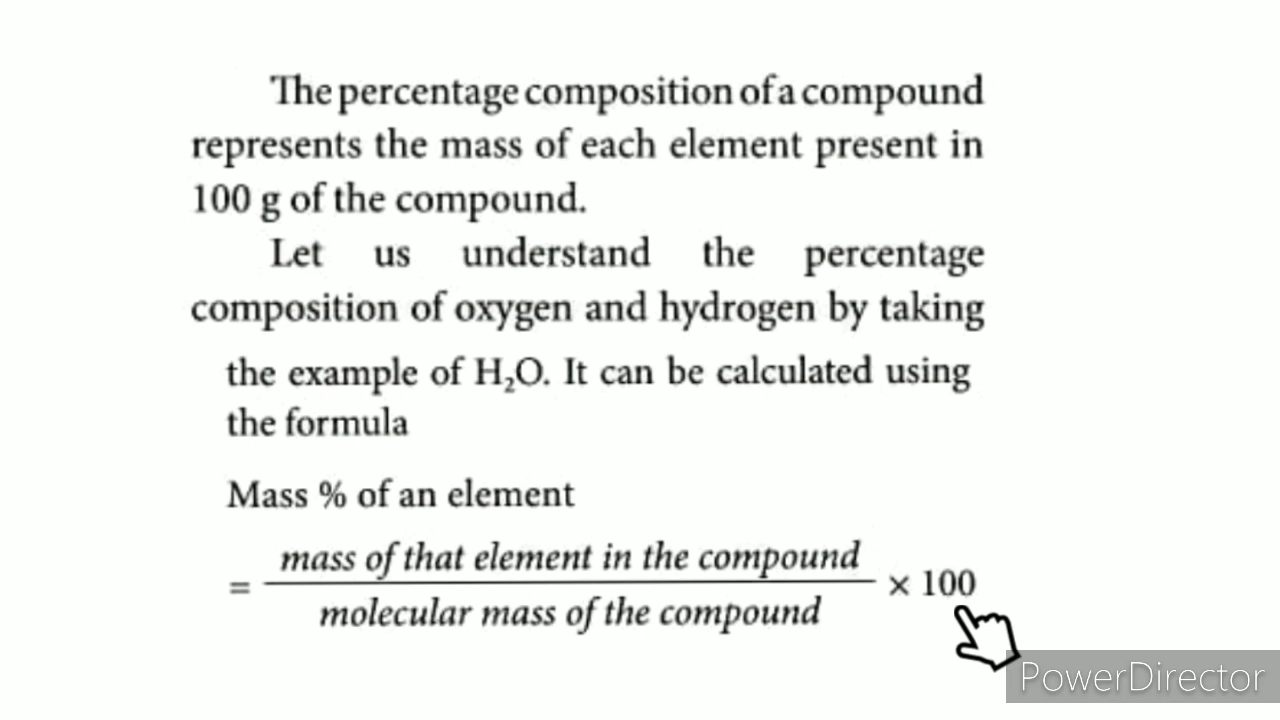 The percentage composition of a compound
represents the mass of each element present in
100 g of the compound.
Let us understand the percentage
composition of oxygen and hydrogen by taking
the example of H₂O. It can be calculated using
the formula
Mass % of an element
= mass of that element in the compound / molecular mass of the compound × 100
PowerDirector